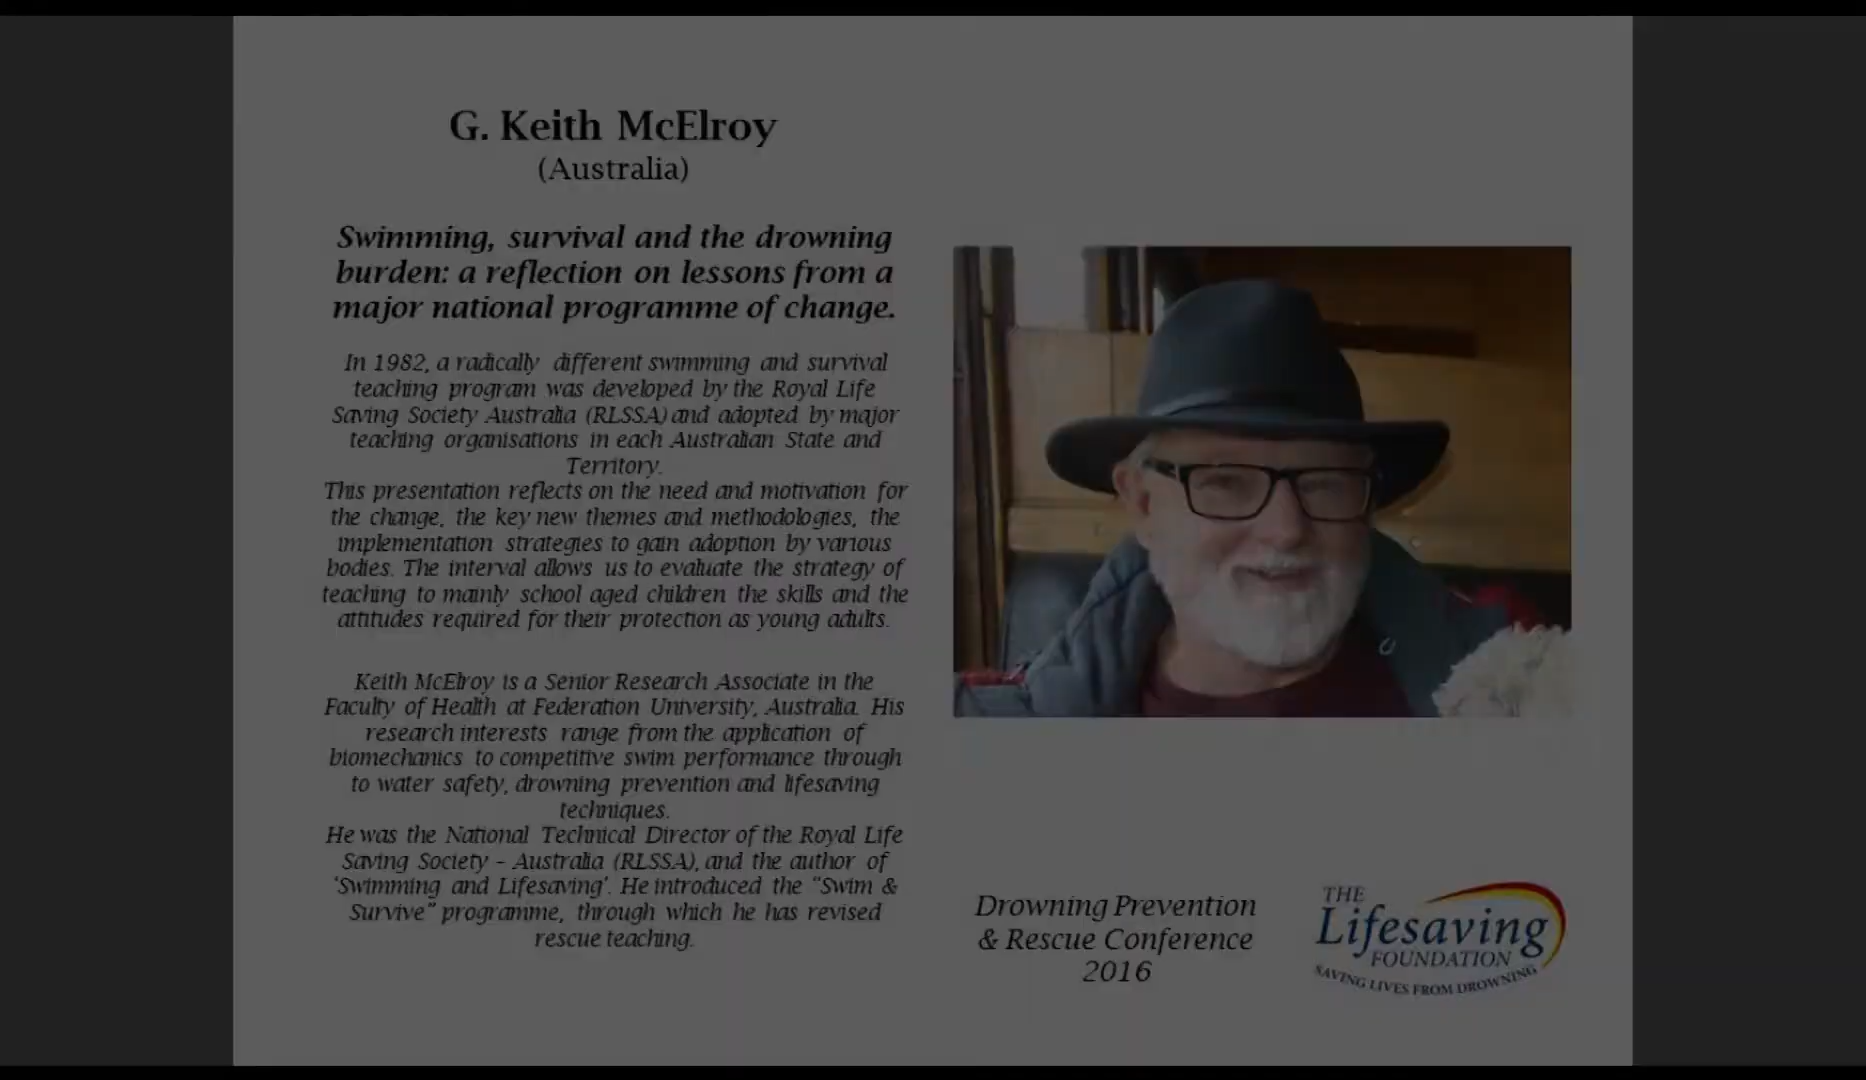 G. Keith McElroy
(Australia)
Swimming, survival and the drowning
burden: a reflection on lessons from a
major national programme of change.
In 1982, a radically different swimming and survival
teaching program was developed by the Royal Life
Saving Society Australia (RLSSA) and adopted by major
teaching organisations in each Australian State and
Territory.
This presentation reflects on the need and motivation for
the change, the key new themes and methodologies, the
implementation strategies to gain adoption by various
bodies. The interval allows us to evaluate the strategy of
teaching to mainly school aged children the skills and the
attitudes required for their protection as young adults.
Keith McElroy is a Senior Research Associate in the
Faculty of Health at Federation University, Australia. His
research interests range from the application of
biomechanics to competitive swim performance through
to water safety, drowning prevention and lifesaving
techniques.
He was the National Technical Director of the Royal Life
Saving Society – Australia (RLSSA), and the author of
‘Swimming and Lifesaving’. He introduced the “Swim &
Survive” programme, through which he has revised
rescue teaching.
Drowning Prevention
& Rescue Conference
2016
THE
Lifesaving
FOUNDATION
SAVING LIVES FROM DROWNING